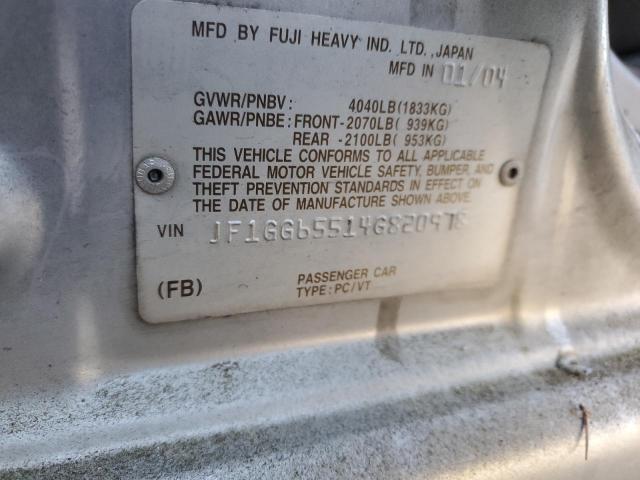 MFD BY FUJI HEAVY IND. LTD.,JAPAN
MFD IN 01/04
GVWR/PNBV: 4040LB(1833KG)
GAWR/PNBE:FRONT-2070LB( 939KG)
REAR -2100LB( 953KG)
THIS VEHICLE CONFORMS TO ALL APPLICABLE
FEDERAL MOTOR VEHICLE SAFETY, BUMPER, AND
THEFT PREVENTION STANDARDS IN EFFECT ON
THE DATE OF MANUFACTURE SHOWN ABOVE.
VIN JF1GG65514G820978
(FB) PASSENGER CAR
TYPE:PC/VT